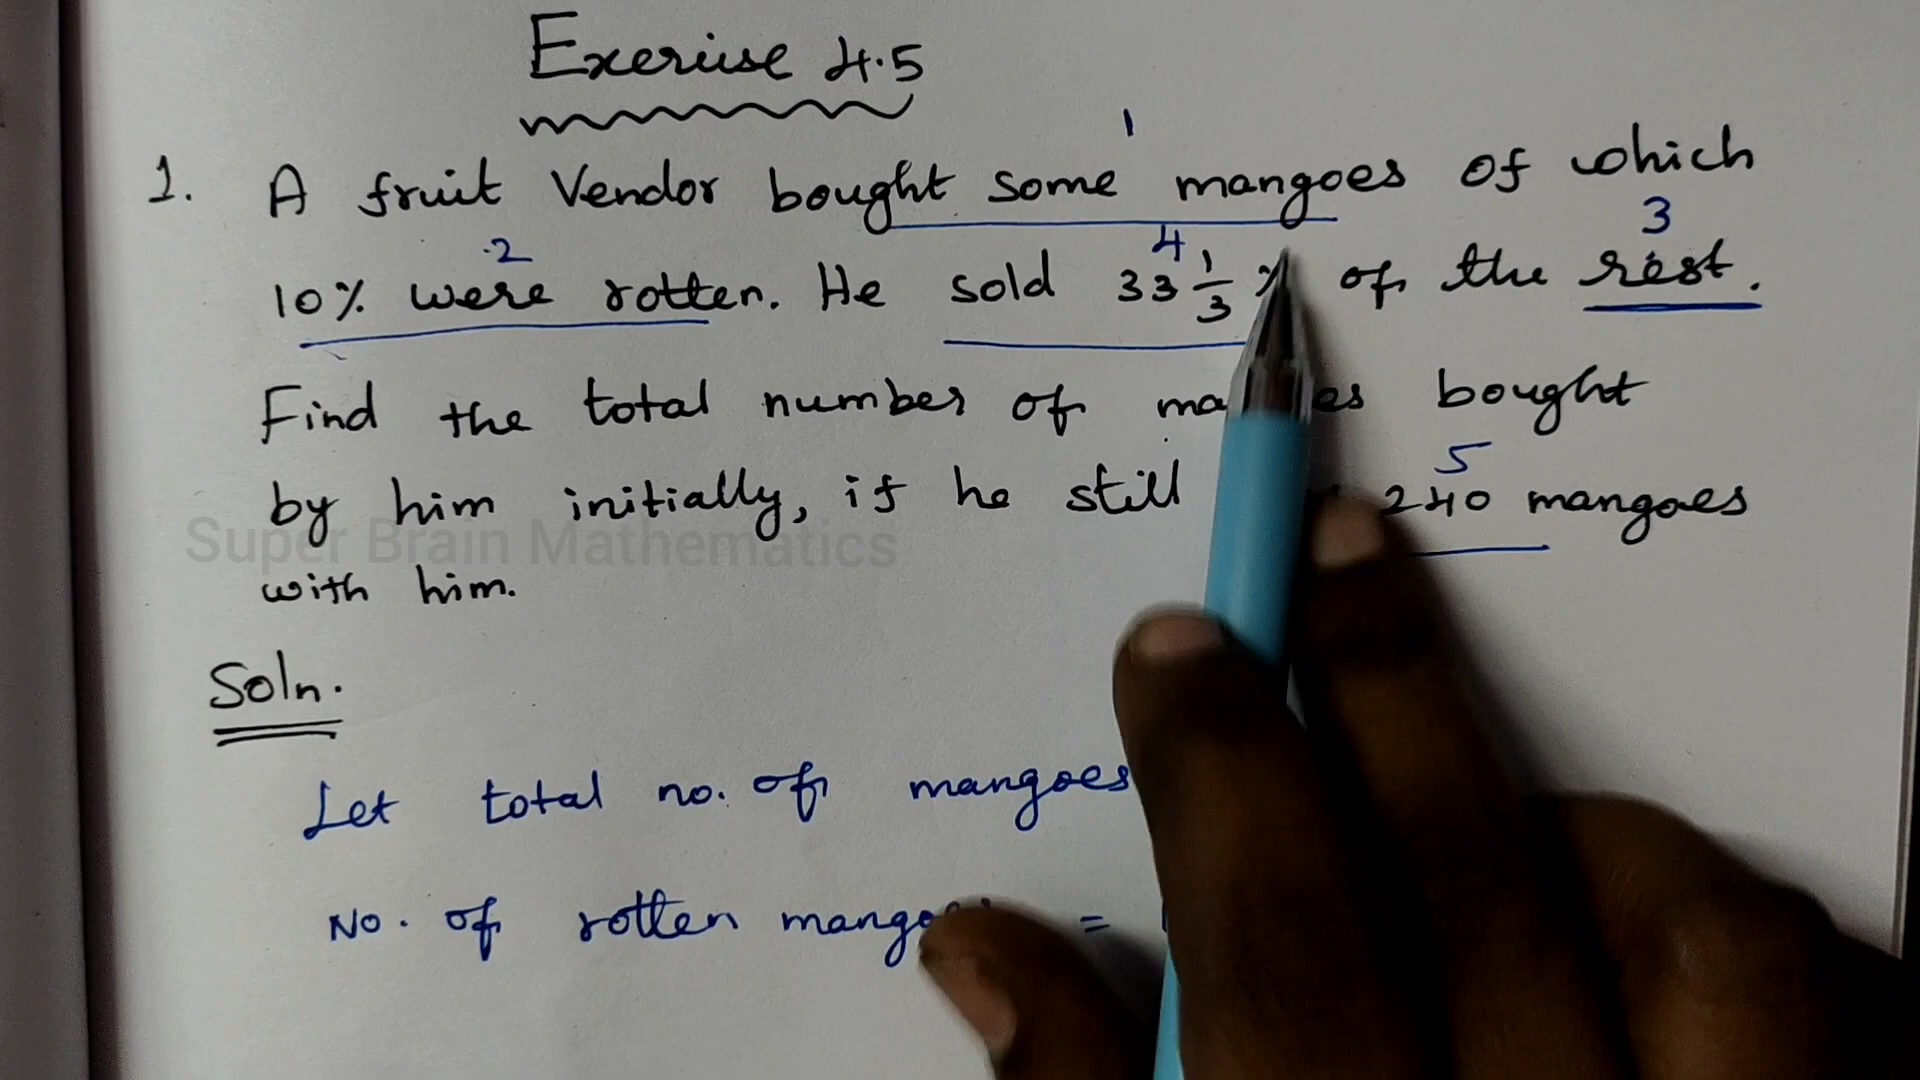 Exercise 4.5
1
1. A fruit Vendor bought some mangoes of which
2 4 3
10% were rotten. He sold 33 1/3 % of the rest.
Find the total number of bought
5
by him initially, if he still 240 mangoes
Super Brain Mathematics
with him.
Soln.
Let total no. of mangoes
No. of rotten =